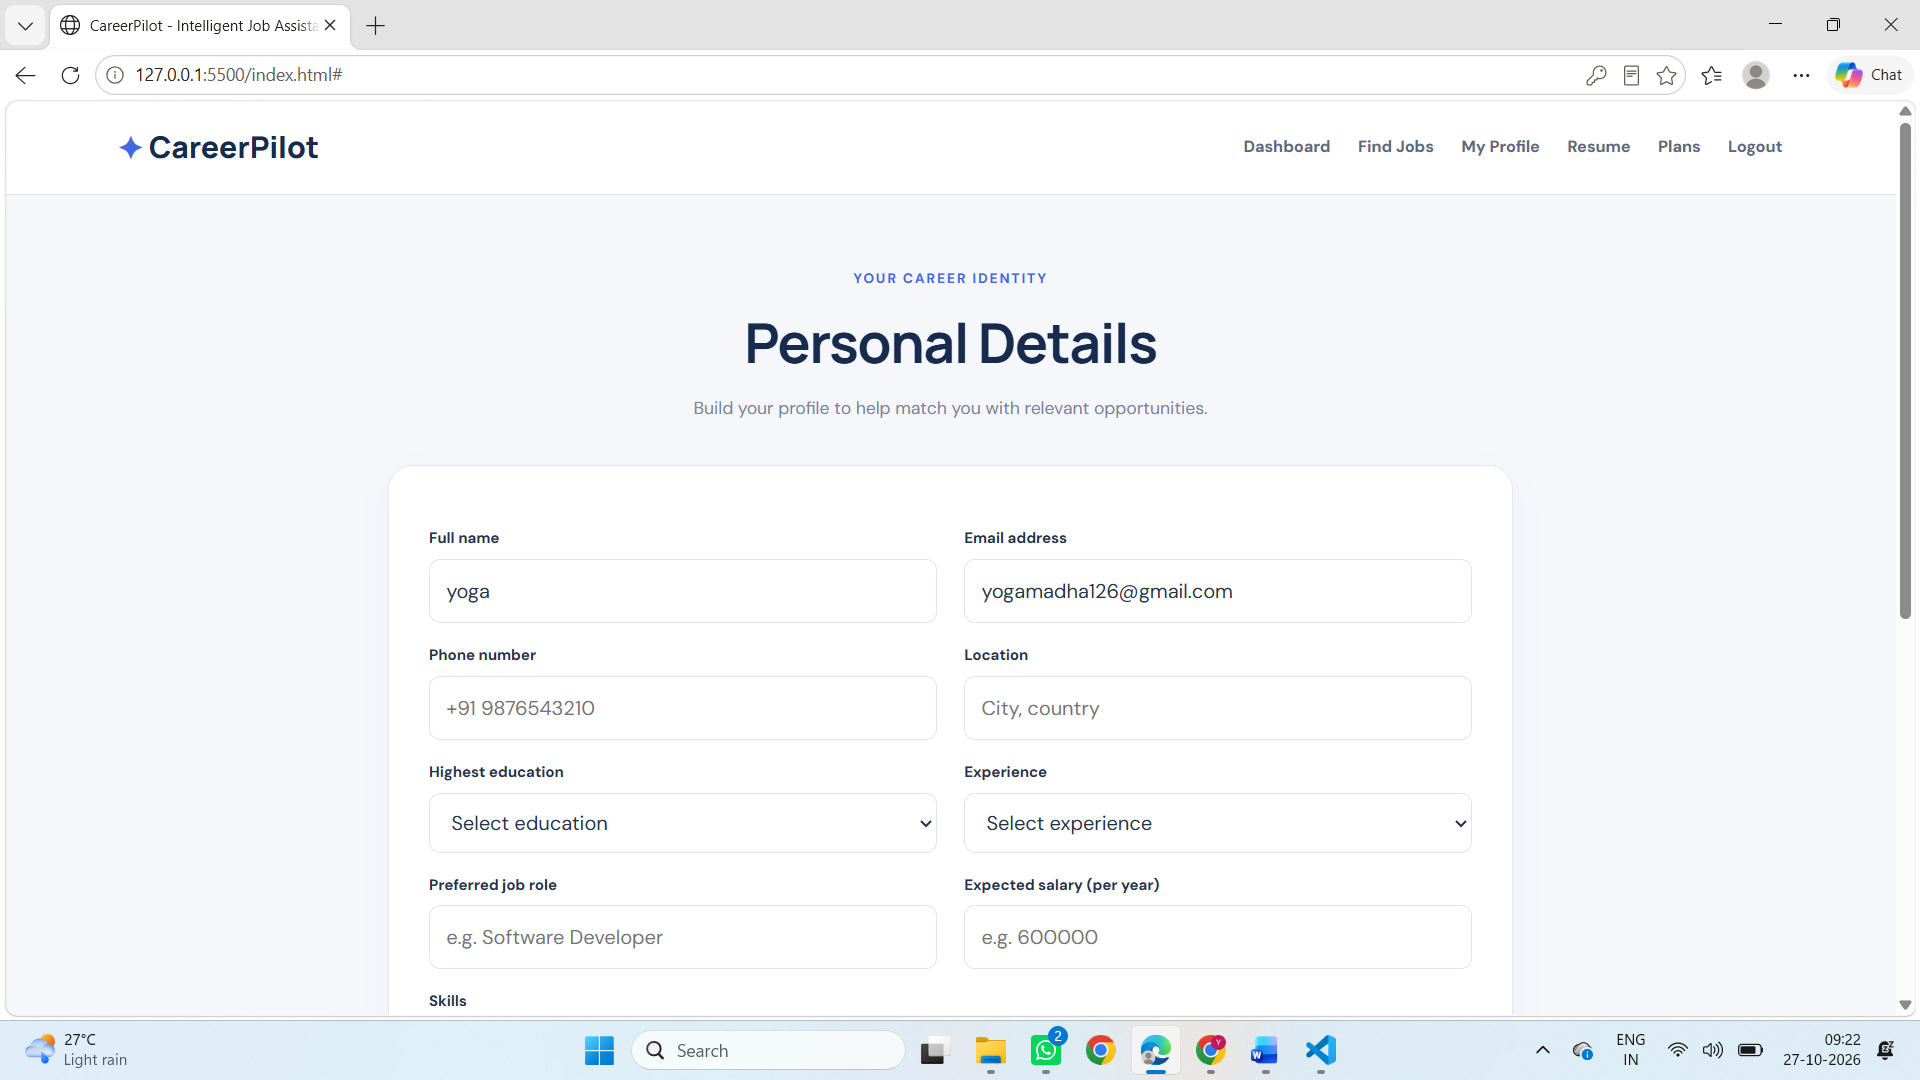 CareerPilot - Intelligent Job Assista
127.0.0.1:5500/index.html#
Chat
CareerPilot
Dashboard Find Jobs My Profile Resume Plans Logout
YOUR CAREER IDENTITY
Personal Details
Build your profile to help match you with relevant opportunities.
Full name Email address
yoga yogamadha126@gmail.com
Phone number Location
+91 9876543210 City, country
Highest education Experience
Select education Select experience
Preferred job role Expected salary (per year)
e.g. Software Developer e.g. 600000
Skills
27°C
Light rain
Search
2
Y
W
ENG
IN
09:22
27-10-2026